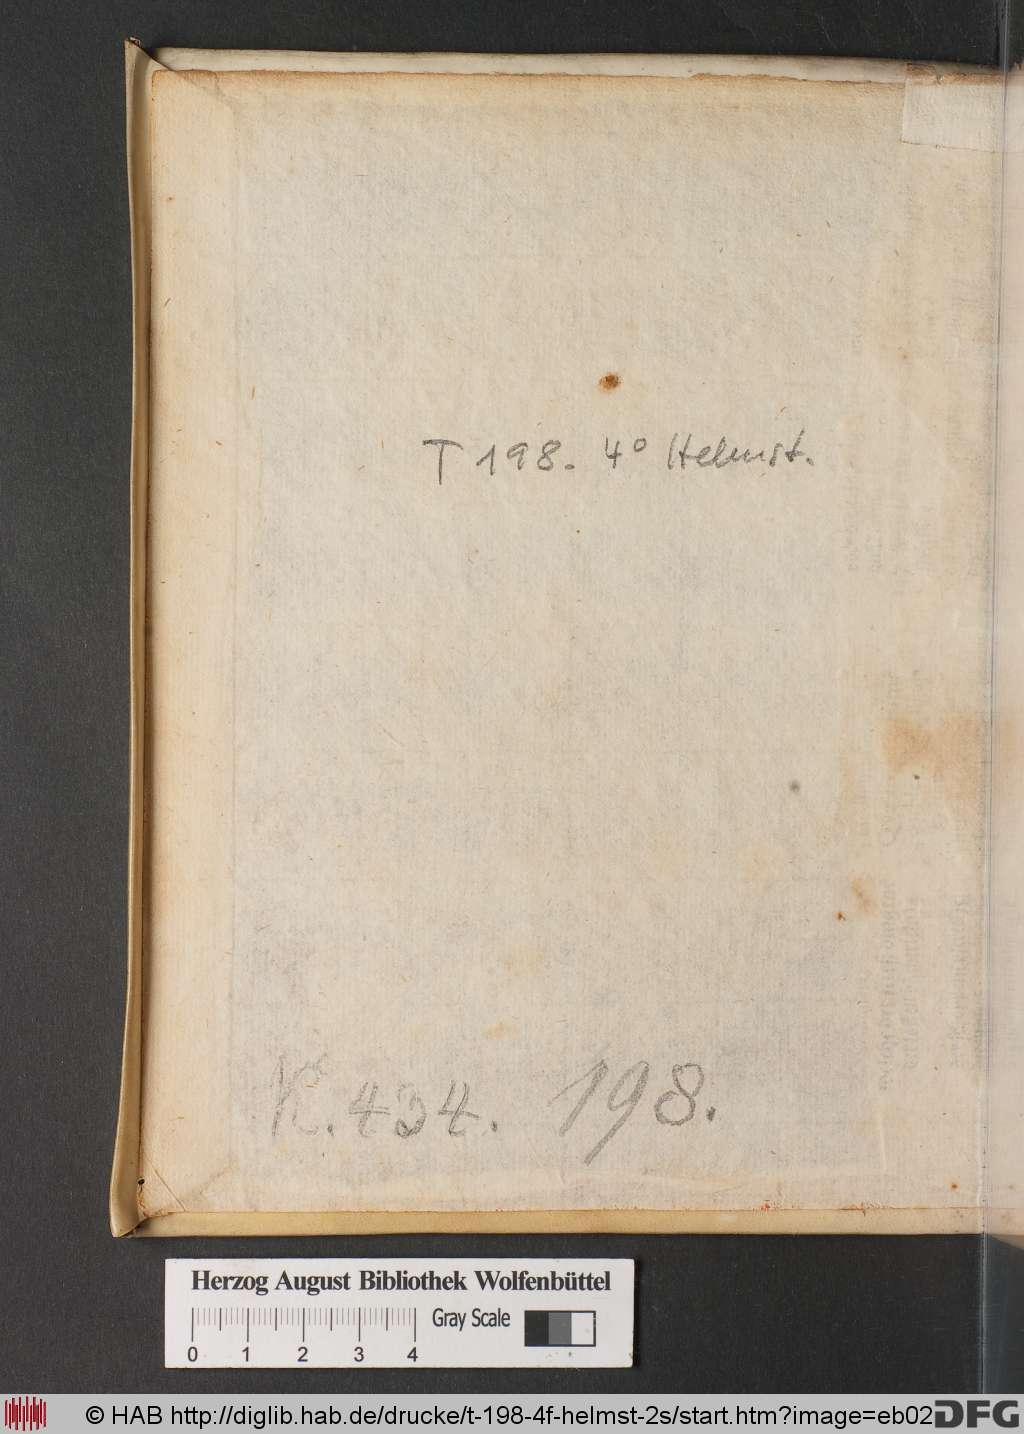 T 198. 4° Helmst.
K. 434. 198.
Herzog August Bibliothek Wolfenbüttel
Gray Scale
0 1 2 3 4
© HAB http://diglib.hab.de/drucke/t-198-4f-helmst-2s/start.htm?image=eb02
DFG